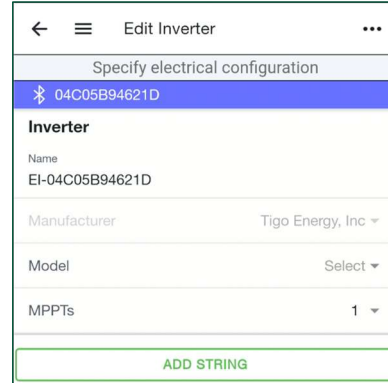 Edit Inverter
Specify electrical configuration
04C05B94621D
Inverter
Name
EI-04C05B94621D
Manufacturer Tigo Energy, Inc
Model Select
MPPTs 1
ADD STRING